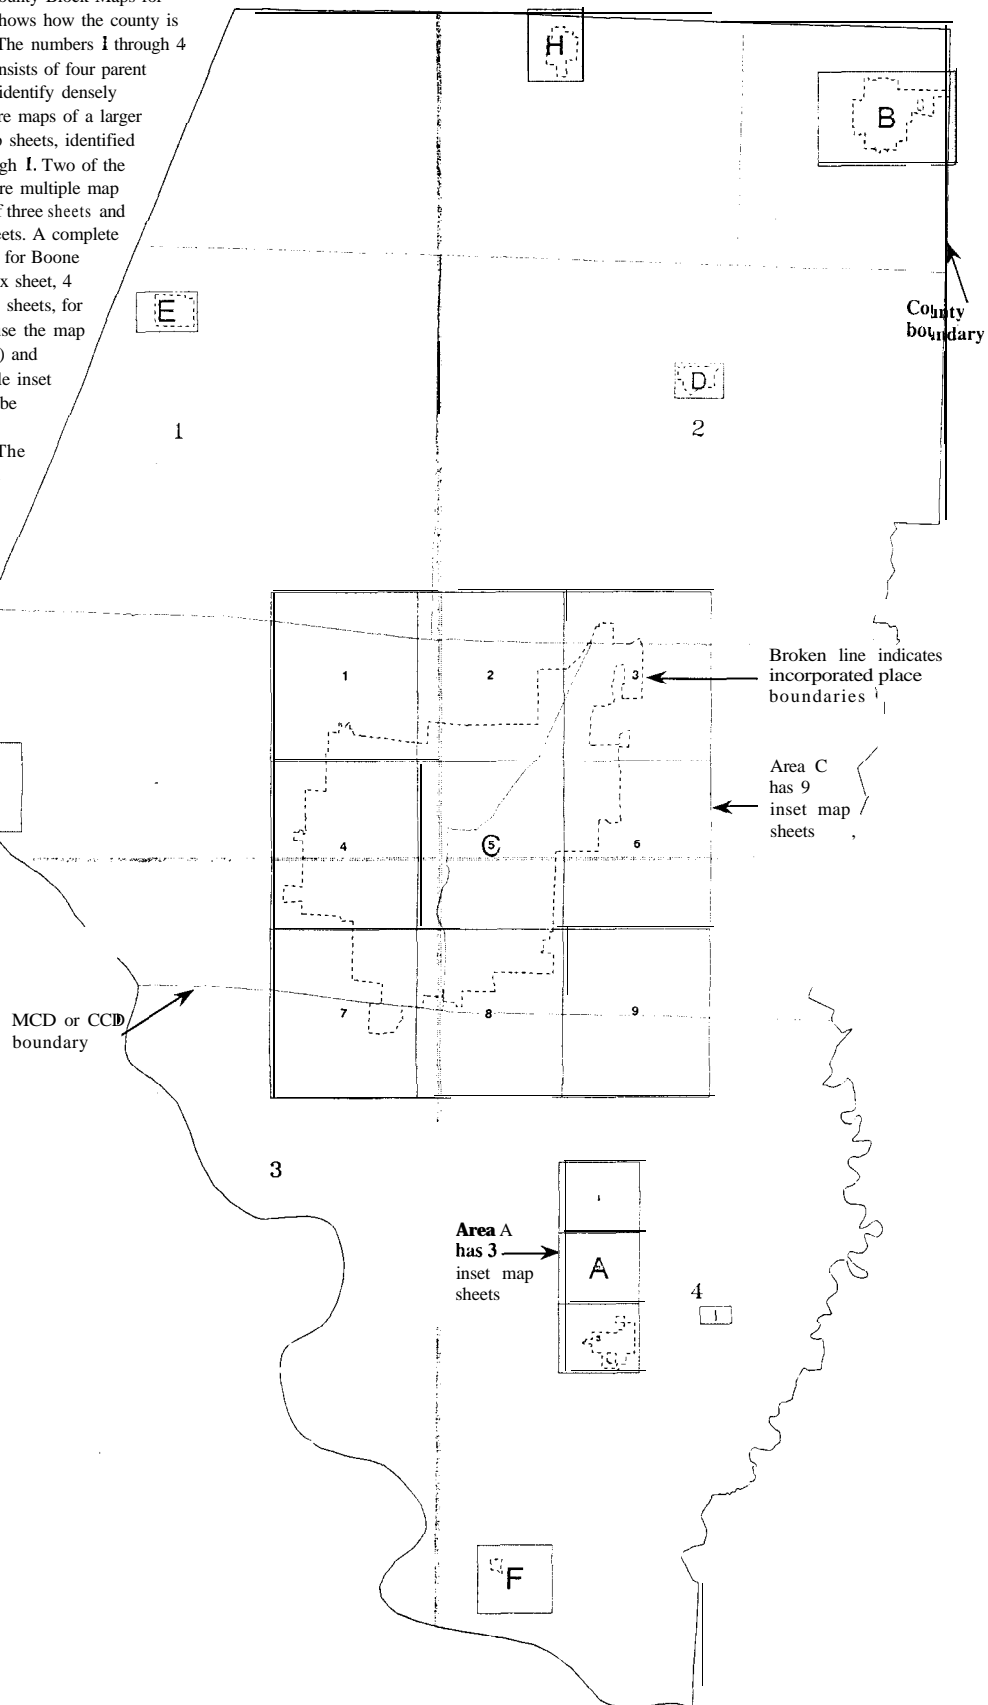 ounty Block Maps for
hows how the county is
The numbers 1 through 4
nsists of four parent
identify densely
re maps of a larger
p sheets, identified
gh I. Two of the
re multiple map
f three sheets and
eets. A complete
for Boone
x sheet, 4
sheets, for
se the map
) and
le inset
be
The
H
B
E
County
boundary
D
1
2
Broken line indicates
incorporated place
boundaries
1
2
3
Area C
has 9
inset map
sheets
4
5
C
6
MCD or CCD
boundary
7
8
9
3
1
Area A
has 3
inset map
sheets
A
4
I
3
F